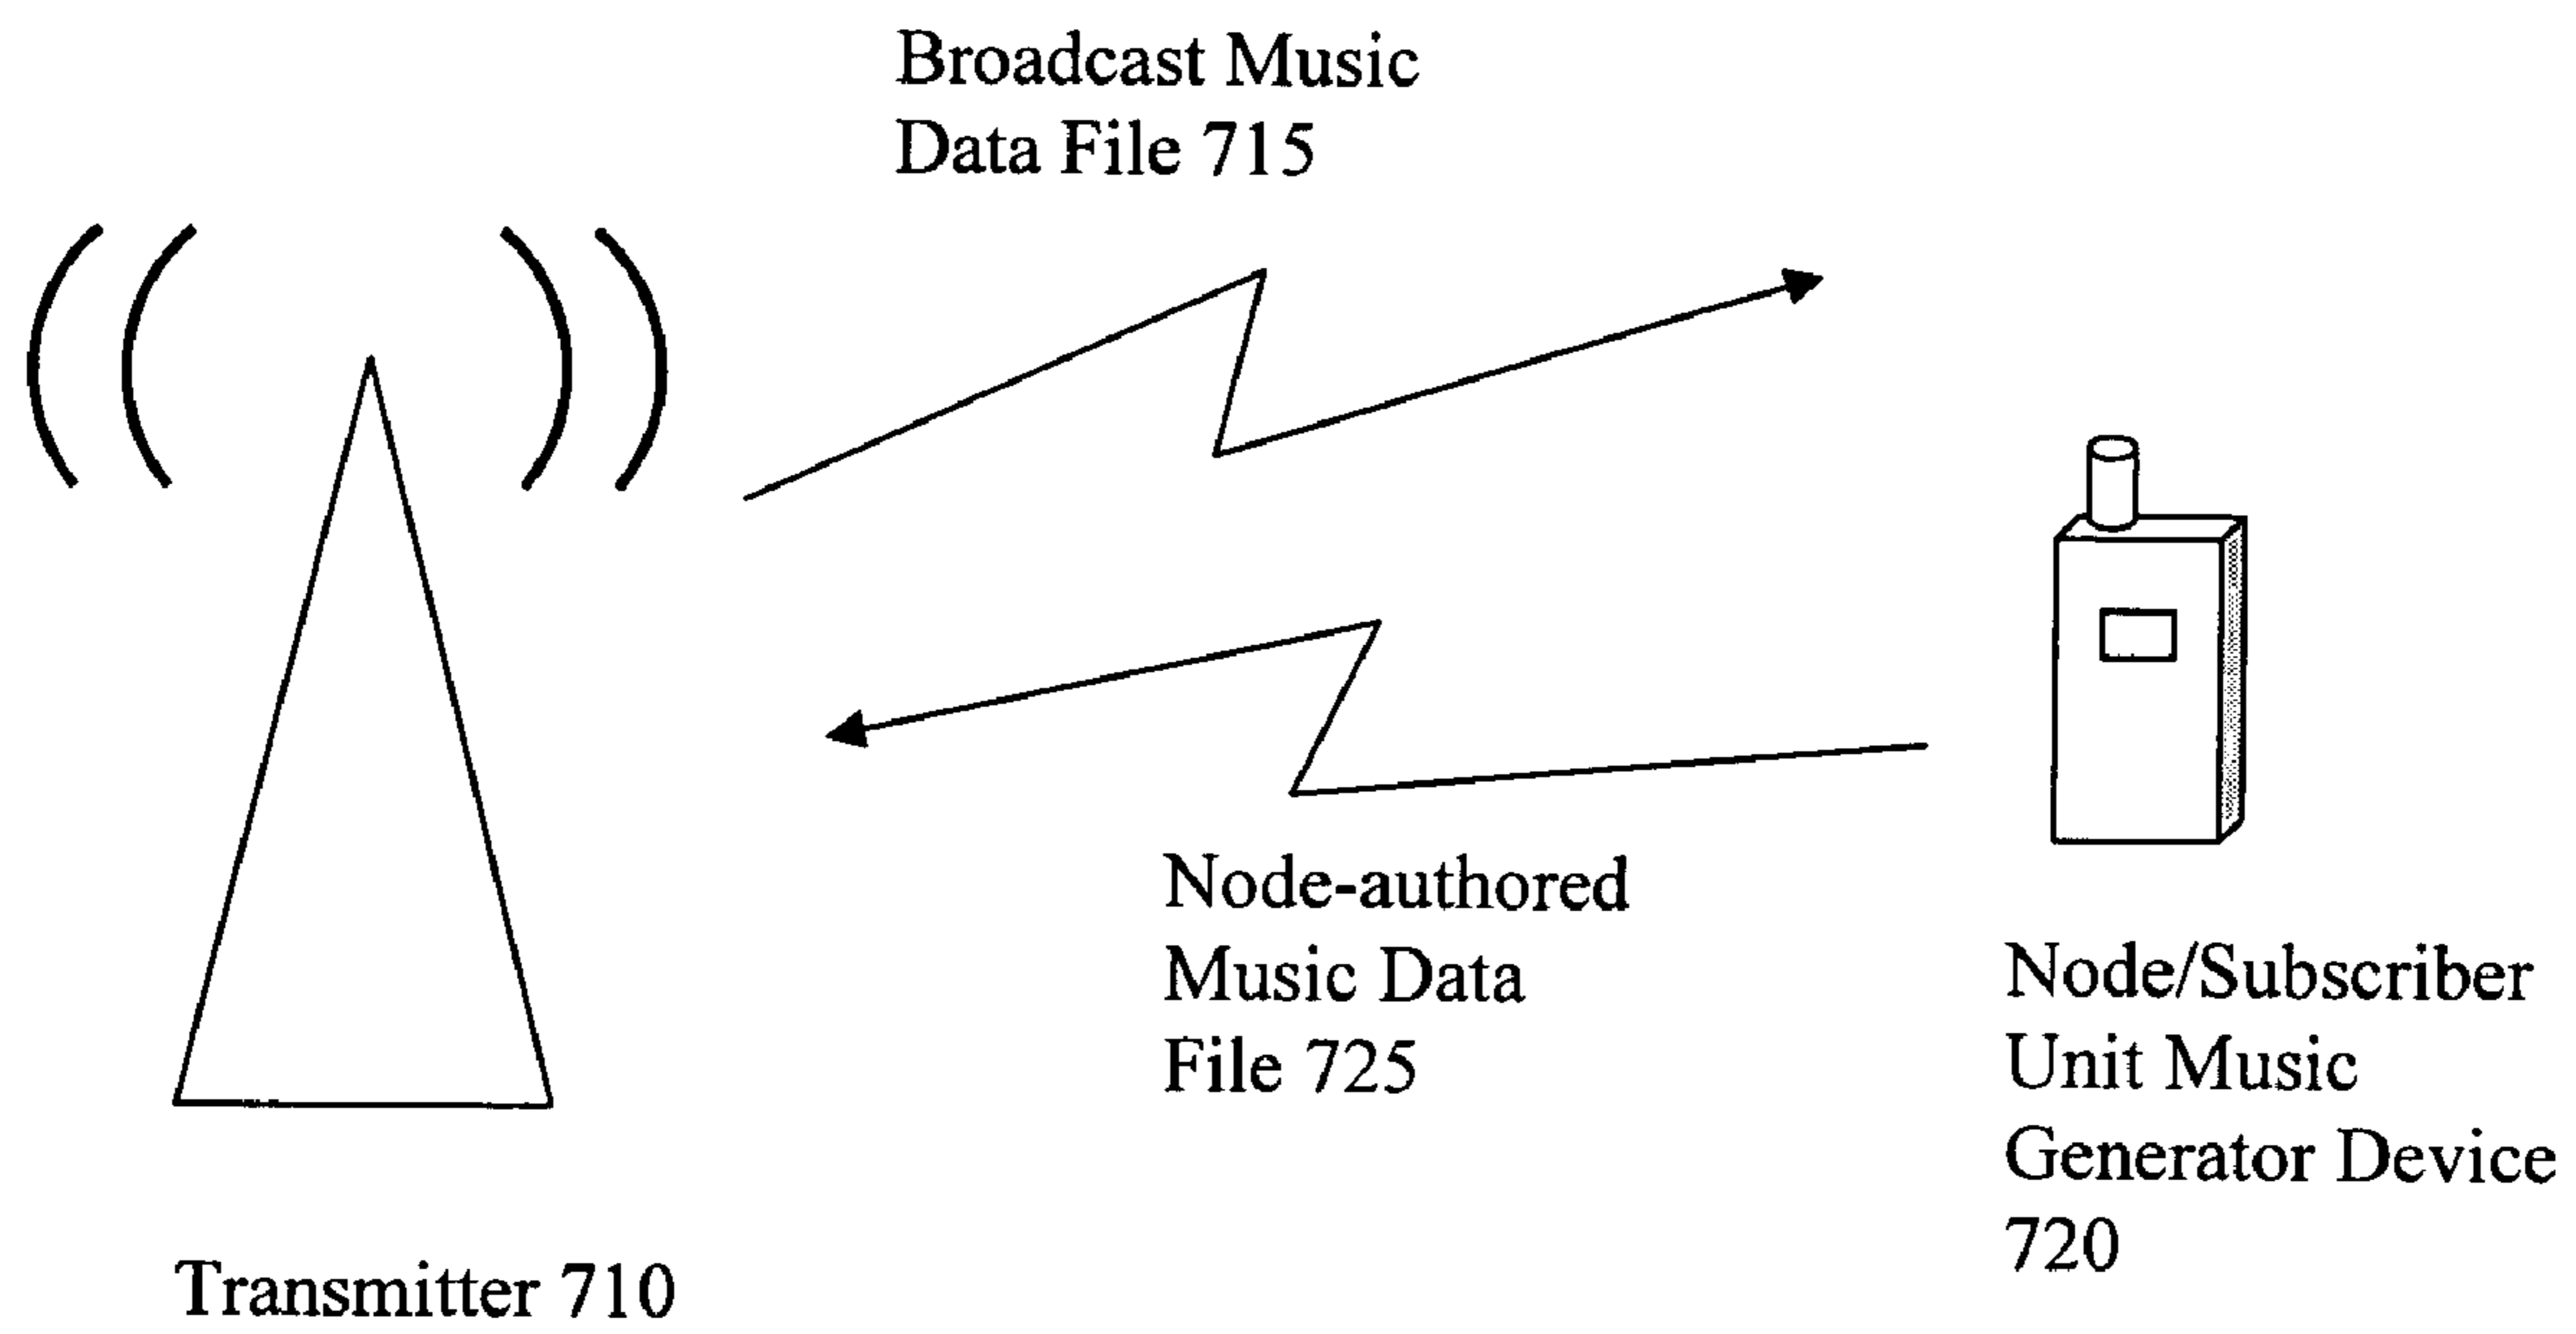 Broadcast Music
Data File 715
Node-authored
Music Data
File 725
Node/Subscriber
Unit Music
Generator Device
720
Transmitter 710